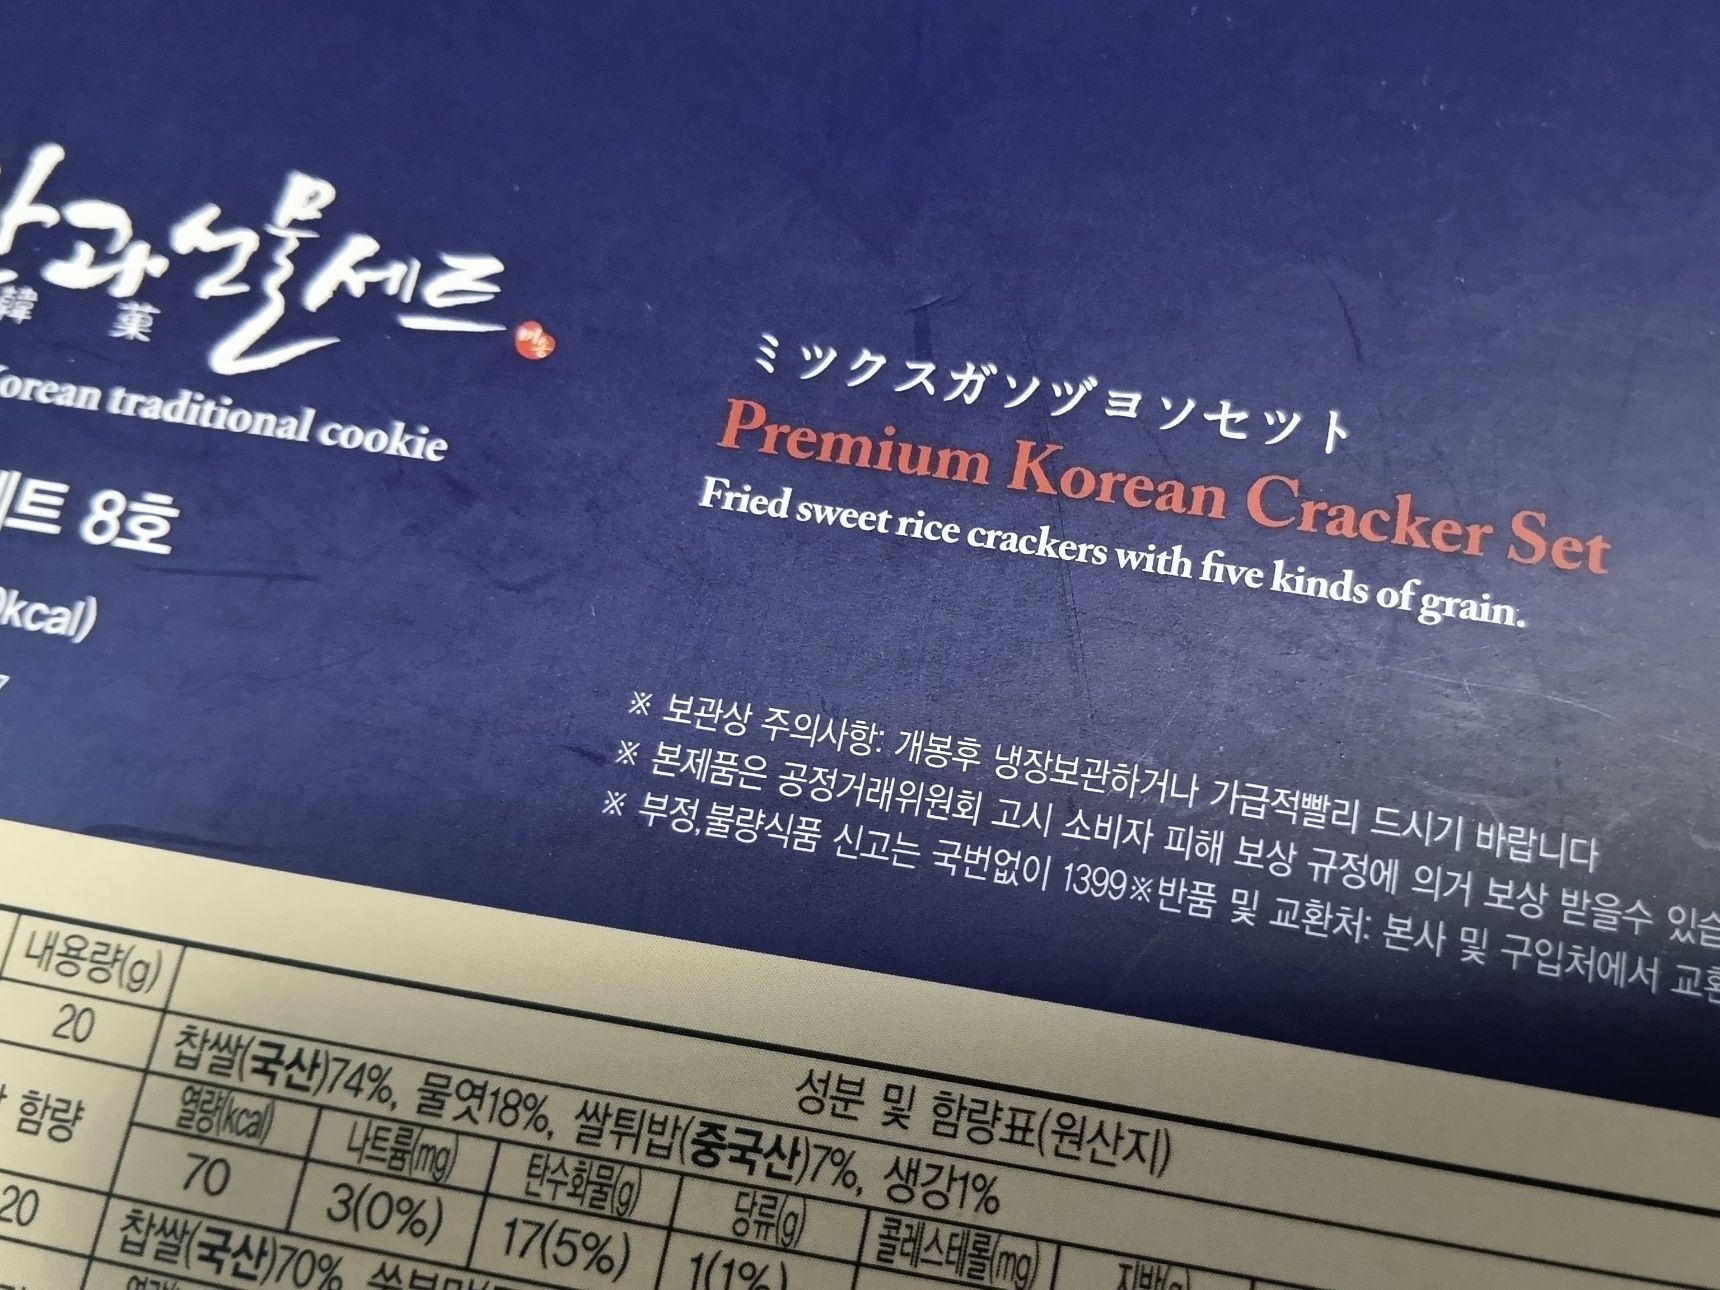 과선물세트
韓 菓
Korean traditional cookie
세트 8호
kcal)
ミックスガソヅヨソセット
Premium Korean Cracker Set
Fried sweet rice crackers with five kinds of grain.
※ 보관상 주의사항: 개봉후 냉장보관하거나 가급적빨리 드시기 바랍니다
※ 본제품은 공정거래위원회 고시 소비자 피해 보상 규정에 의거 보상 받을수 있습
※ 부정,불량식품 신고는 국번없이 1399※반품 및 교환처: 본사 및 구입처에서 교환
내용량(g)
성분 및 함량표(원산지)
20
찹쌀(국산)74%, 물엿18%, 쌀튀밥(중국산)7%, 생강1%
함량
열량(kcal) 나트륨(mg) 탄수화물(g) 당류(g) 콜레스테롤(mg) 지방(g)
70 3(0%) 17(5%) 1(1%)
20
찹쌀(국산)70%,